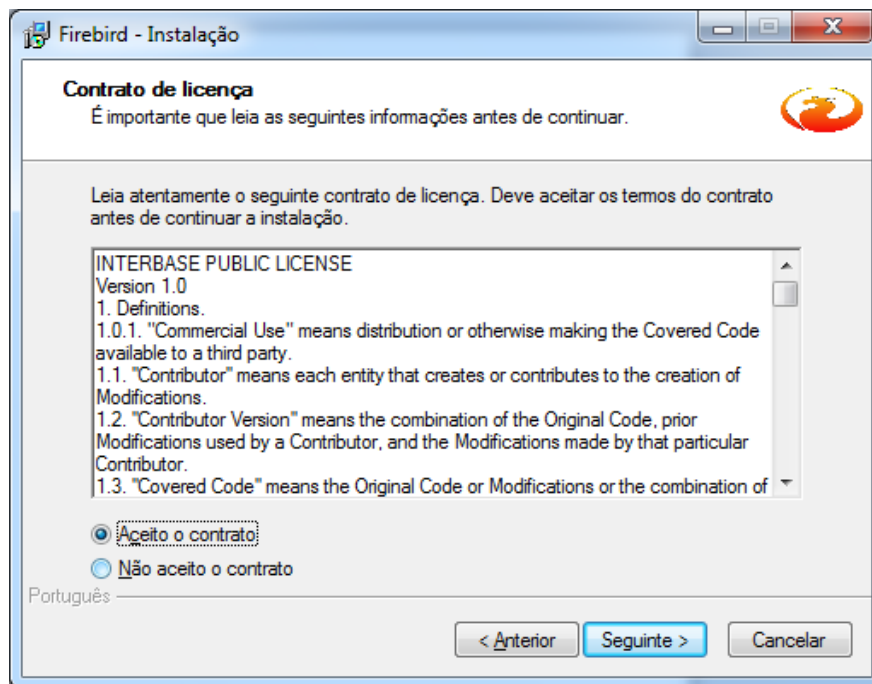 Firebird - Instalação
Contrato de licença
É importante que leia as seguintes informações antes de continuar.
Leia atentamente o seguinte contrato de licença. Deve aceitar os termos do contrato
antes de continuar a instalação.
INTERBASE PUBLIC LICENSE
Version 1.0
1. Definitions.
1.0.1. "Commercial Use" means distribution or otherwise making the Covered Code
available to a third party.
1.1. "Contributor" means each entity that creates or contributes to the creation of
Modifications.
1.2. "Contributor Version" means the combination of the Original Code, prior
Modifications used by a Contributor, and the Modifications made by that particular
Contributor.
1.3. "Covered Code" means the Original Code or Modifications or the combination of
Aceito o contrato
Não aceito o contrato
Português
< Anterior Seguinte > Cancelar